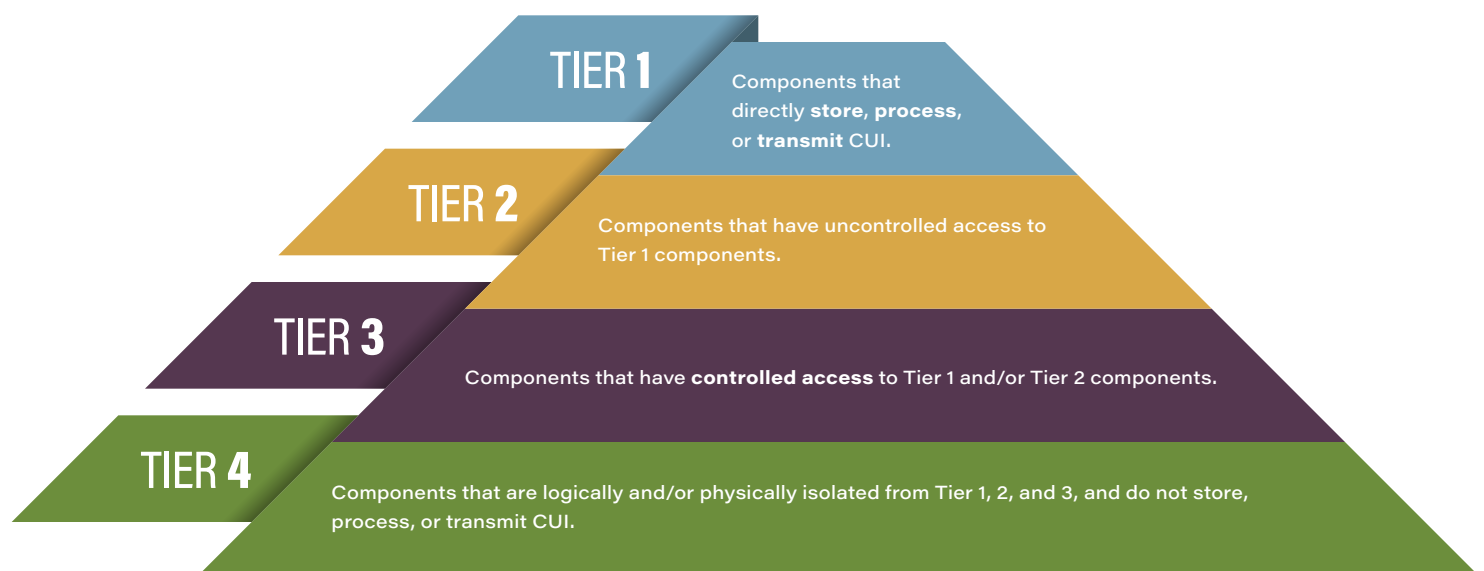 TIER 1
Components that
directly store, process,
or transmit CUI.
TIER 2
Components that have uncontrolled access to
Tier 1 components.
TIER 3
Components that have controlled access to Tier 1 and/or Tier 2 components.
TIER 4
Components that are logically and/or physically isolated from Tier 1, 2, and 3, and do not store,
process, or transmit CUI.